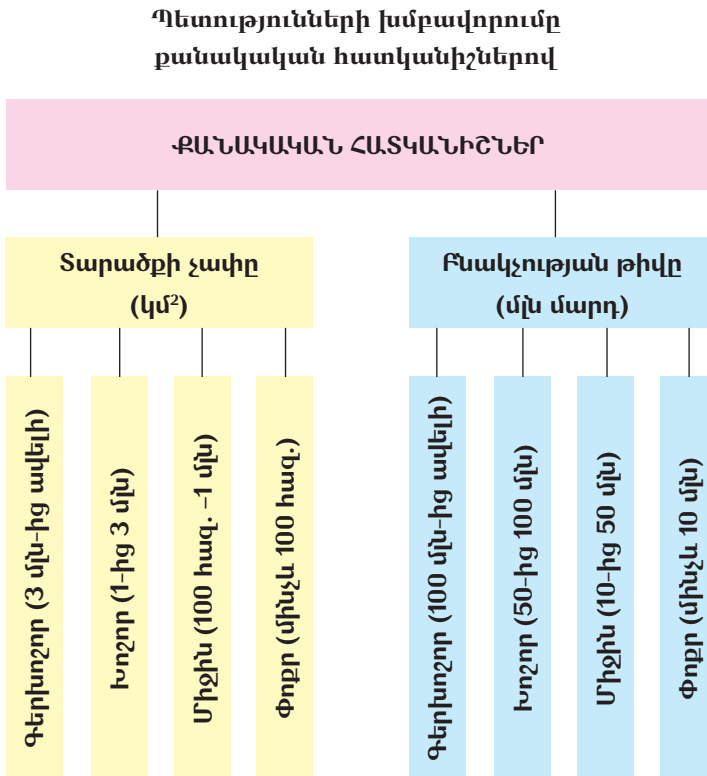 Պետությունների խմբավորումը
քանակական հատկանիշներով
ՔԱՆԱԿԱԿԱՆ ՀԱՏԿԱՆԻՇՆԵՐ
Տարածքի չափը
(կմ²)
Գերխոշոր (3 մլն-ից ավելի)
Խոշոր (1-ից 3 մլն)
Միջին (100 հազ. –1 մլն)
Փոքր (մինչև 100 հազ.)
Բնակչության թիվը
(մլն մարդ)
Գերխոշոր (100 մլն-ից ավելի)
Խոշոր (50-ից 100 մլն)
Միջին (10-ից 50 մլն)
Փոքր (մինչև 10 մլն)